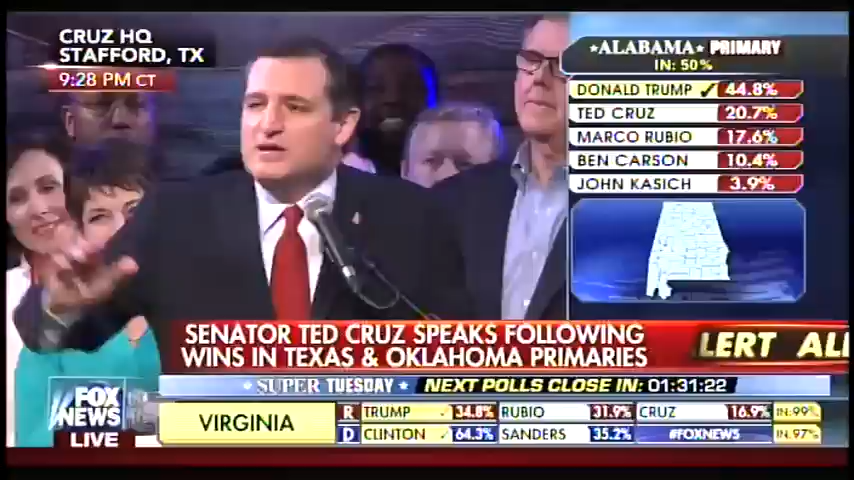 CRUZ HQ
STAFFORD, TX
9:28 PM CT
★ALABAMA★ PRIMARY
IN: 50%
DONALD TRUMP ✓ 44.8%
TED CRUZ 20.7%
MARCO RUBIO 17.6%
BEN CARSON 10.4%
JOHN KASICH 3.9%
SENATOR TED CRUZ SPEAKS FOLLOWING
WINS IN TEXAS & OKLAHOMA PRIMARIES
LERT ALE
★ SUPER TUESDAY ★ NEXT POLLS CLOSE IN: 01:31:22
FOX
NEWS
LIVE
VIRGINIA
R TRUMP ✓ 34.8% RUBIO 31.9% CRUZ 16.9% IN:99%
D CLINTON ✓ 64.3% SANDERS 35.2% #FOXNEWS IN:97%